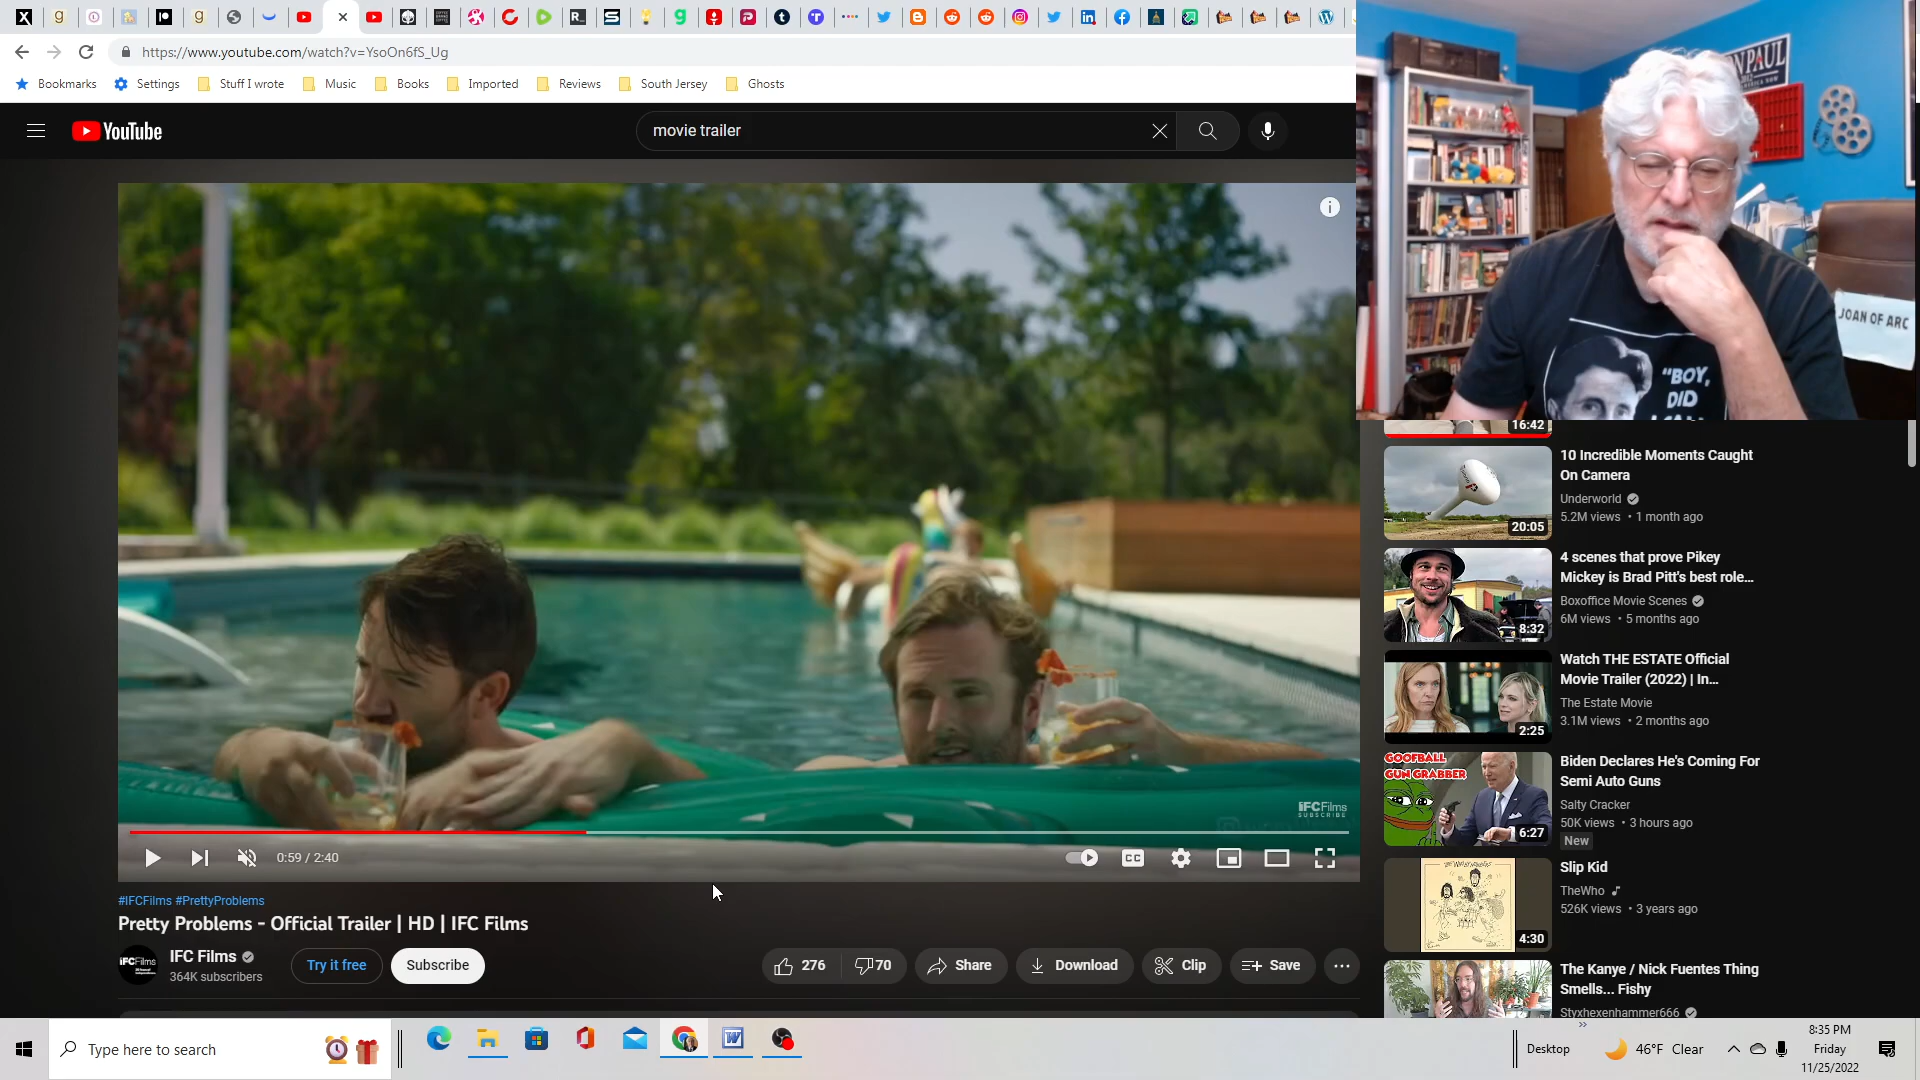 https://www.youtube.com/watch?v=YsoOn6fS_Ug
Bookmarks
Settings
Stuff I wrote
Music
Books
Imported
Reviews
South Jersey
Ghosts
YouTube
movie trailer
NPAUL
JOAN OF ARC
"BOY,
DID
iFCFilms
SUBSCRIBE
0:59 / 2:40
CC
#IFCFilms #PrettyProblems
Pretty Problems - Official Trailer | HD | IFC Films
iFCFilms
IFC Films
364K subscribers
Try it free
Subscribe
276
70
Share
Download
Clip
Save
16:42
10 Incredible Moments Caught
On Camera
Underworld
5.2M views • 1 month ago
20:05
4 scenes that prove Pikey
Mickey is Brad Pitt's best role...
Boxoffice Movie Scenes
6M views • 5 months ago
8:32
Watch THE ESTATE Official
Movie Trailer (2022) | In...
The Estate Movie
3.1M views • 2 months ago
2:25
GOOFBALL
GUN GRABBER
6:27
Biden Declares He's Coming For
Semi Auto Guns
Salty Cracker
50K views • 3 hours ago
New
Slip Kid
TheWho
526K views • 3 years ago
4:30
The Kanye / Nick Fuentes Thing
Smells... Fishy
Styxhexenhammer666
Type here to search
Desktop
46°F Clear
8:35 PM
Friday
11/25/2022